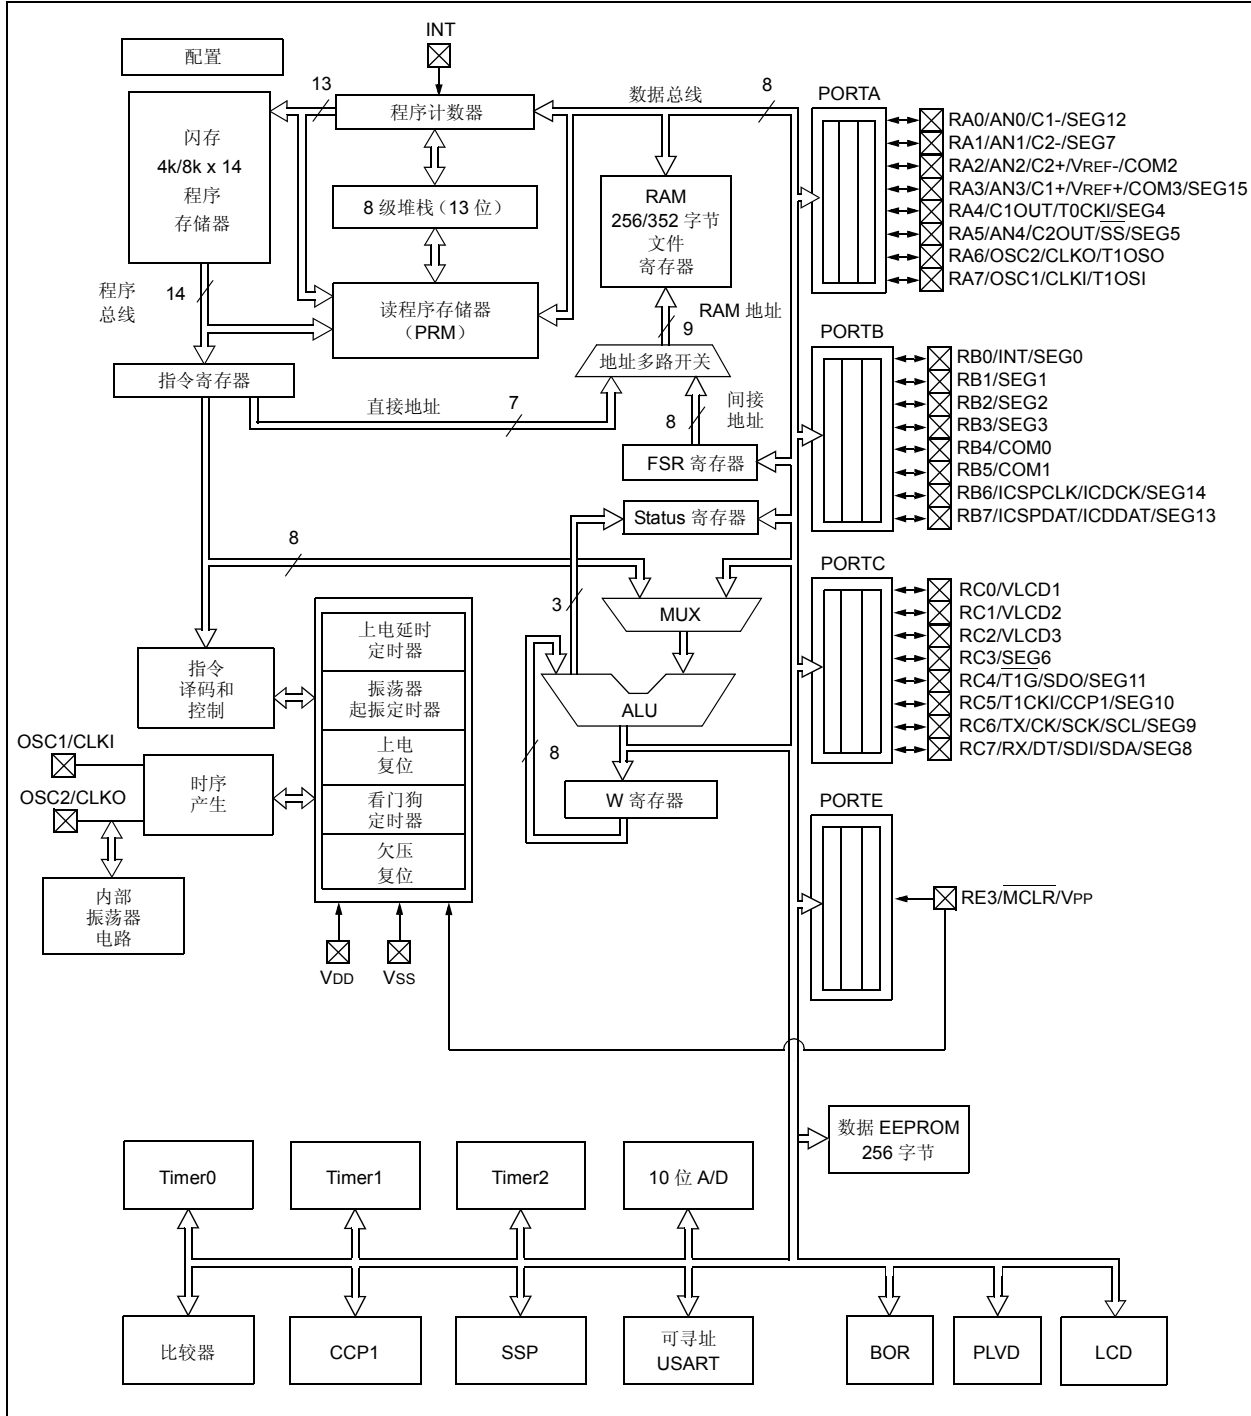 INT
配置
13
数据总线
8
PORTA
程序计数器
闪存
4k/8k x 14
程序
存储器
8 级堆栈（13 位）
RAM
256/352 字节
文件
寄存器
RA0/AN0/C1-/SEG12
RA1/AN1/C2-/SEG7
RA2/AN2/C2+/VREF-/COM2
RA3/AN3/C1+/VREF+/COM3/SEG15
RA4/C1OUT/T0CKI/SEG4
RA5/AN4/C2OUT/SS/SEG5
RA6/OSC2/CLKO/T1OSO
RA7/OSC1/CLKI/T1OSI
程序
总线
14
读程序存储器
（PRM）
RAM 地址
9
PORTB
地址多路开关
指令寄存器
直接地址
7
8
间接
地址
FSR 寄存器
RB0/INT/SEG0
RB1/SEG1
RB2/SEG2
RB3/SEG3
RB4/COM0
RB5/COM1
RB6/ICSPCLK/ICDCK/SEG14
RB7/ICSPDAT/ICDDAT/SEG13
Status 寄存器
8
PORTC
3
MUX
RC0/VLCD1
RC1/VLCD2
RC2/VLCD3
RC3/SEG6
RC4/T1G/SDO/SEG11
RC5/T1CKI/CCP1/SEG10
RC6/TX/CK/SCK/SCL/SEG9
RC7/RX/DT/SDI/SDA/SEG8
上电延时
定时器
指令
译码和
控制
振荡器
起振定时器
ALU
OSC1/CLKI
上电
复位
8
时序
产生
OSC2/CLKO
看门狗
定时器
W 寄存器
PORTE
欠压
复位
内部
振荡器
电路
RE3/MCLR/VPP
VDD
VSS
数据 EEPROM
256 字节
Timer0
Timer1
Timer2
10 位 A/D
比较器
CCP1
SSP
可寻址
USART
BOR
PLVD
LCD